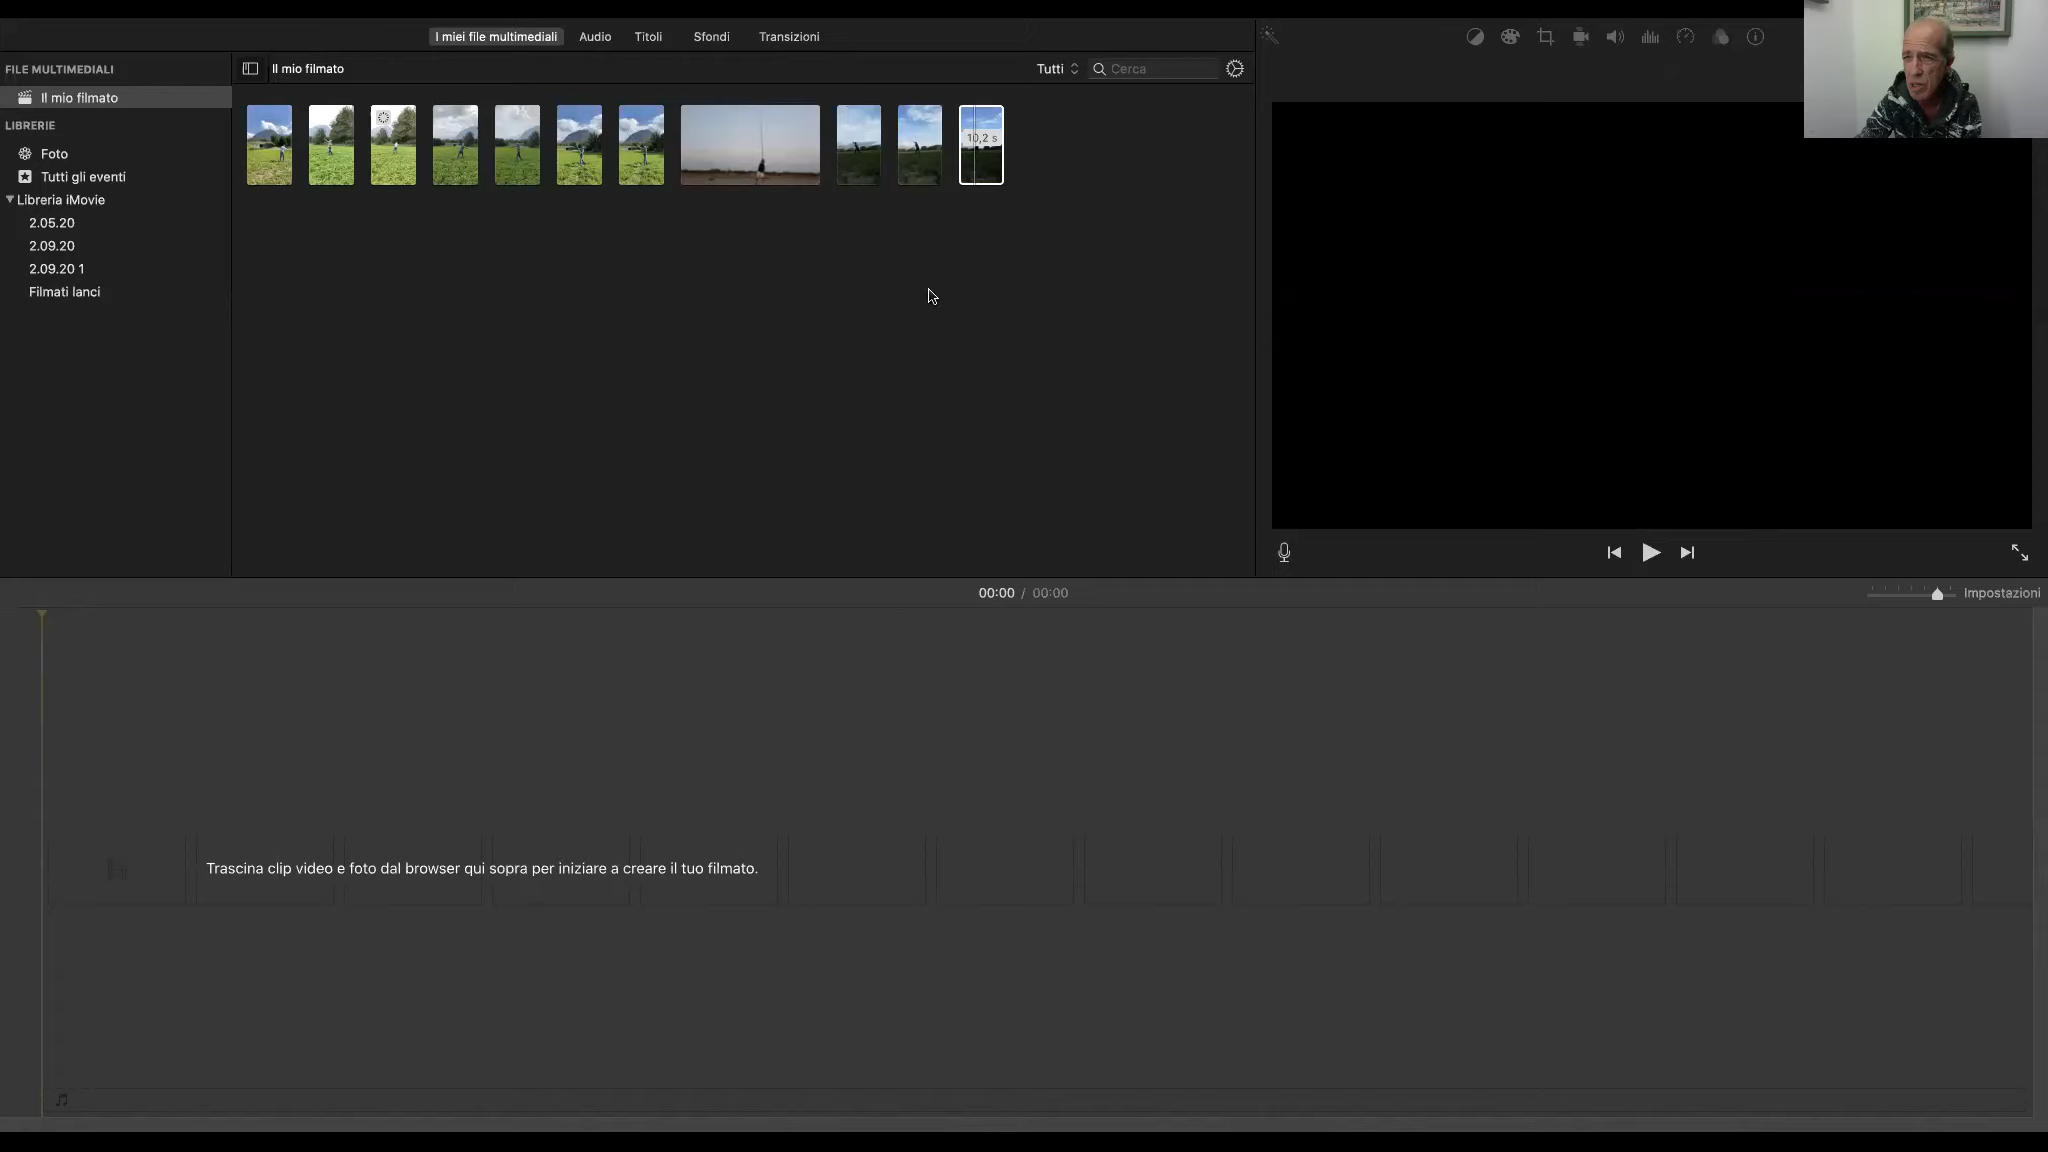 I miei file multimediali
Audio
Titoli
Sfondi
Transizioni
FILE MULTIMEDIALI
Il mio filmato
Tutti
Cerca
Il mio filmato
LIBRERIE
Foto
Tutti gli eventi
Libreria iMovie
2.05.20
2.09.20
2.09.20 1
Filmati lanci
10,2 s
00:00 / 00:00
Impostazioni
Trascina clip video e foto dal browser qui sopra per iniziare a creare il tuo filmato.